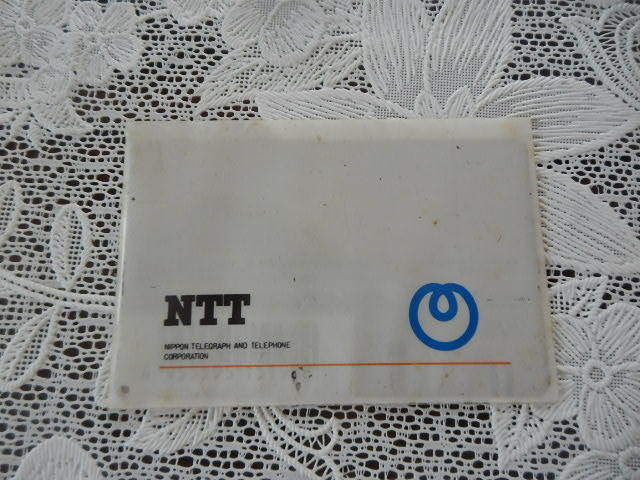 NTT
NIPPON TELEGRAPH AND TELEPHONE
CORPORATION